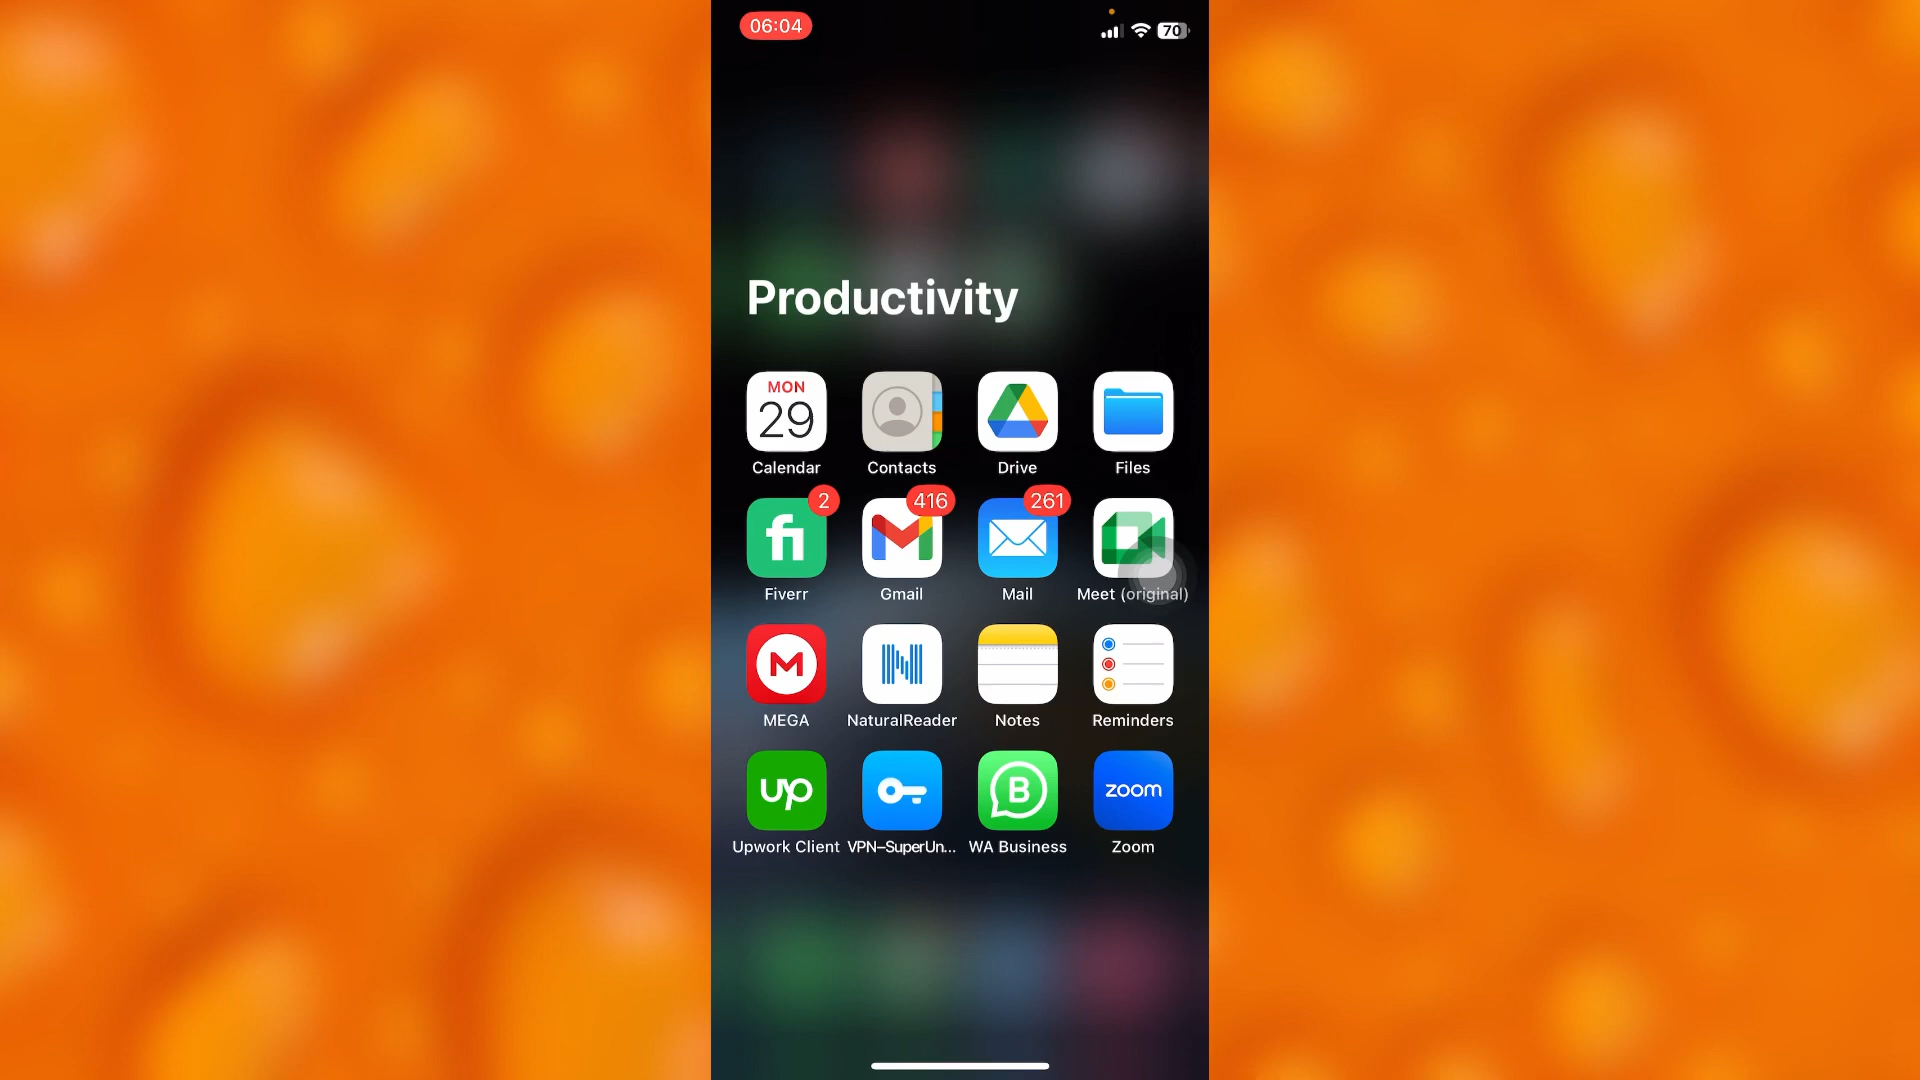 06:04
70
Productivity
MON
29
Calendar
Contacts
Drive
Files
2
416
261
fi
Fiverr
Gmail
Mail
Meet (original)
M
N
MEGA
NaturalReader
Notes
Reminders
up
B
zoom
Upwork Client
VPN–SuperUn...
WA Business
Zoom